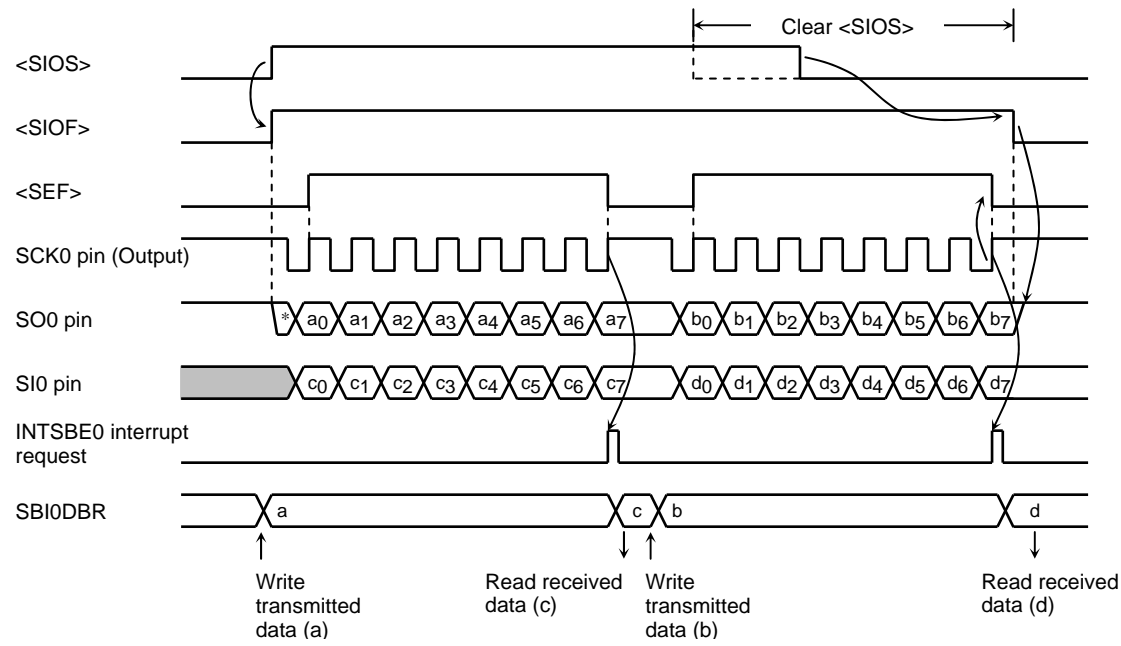 Clear <SIOS>
<SIOS>
<SIOF>
<SEF>
SCK0 pin (Output)
SO0 pin
* a0 a1 a2 a3 a4 a5 a6 a7 b0 b1 b2 b3 b4 b5 b6 b7
SI0 pin
c0 c1 c2 c3 c4 c5 c6 c7 d0 d1 d2 d3 d4 d5 d6 d7
INTSBE0 interrupt
request
SBI0DBR
a c b d
Write
transmitted
data (a)
Read received
data (c)
Write
transmitted
data (b)
Read received
data (d)